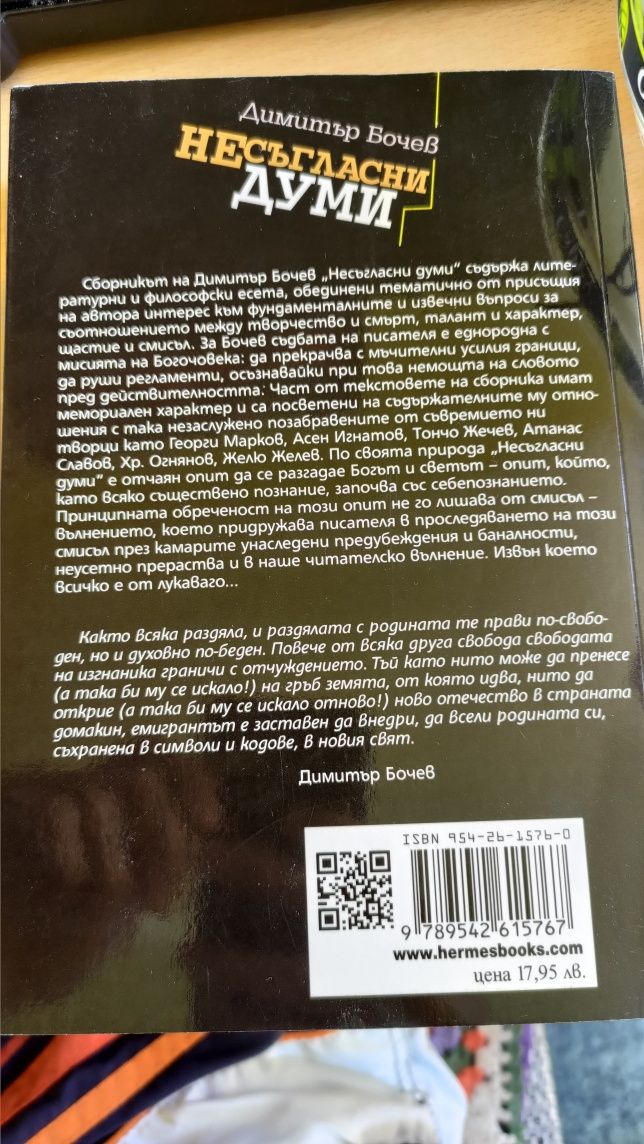 Димитър Бочев
НЕСЪГЛАСНИ
ДУМИ
Сборникът на Димитър Бочев „Несъгласни думи" съдържа лите-
ратурни и философски есета, обединени тематично от присъщия
на автора интерес към фундаменталните и извечни въпроси за
съотношението между творчество и смърт, талант и характер,
щастие и смисъл. За Бочев съдбата на писателя е еднородна с
мисията на Богочовека: да прекрачва с мъчителни усилия граници,
да руши регламенти, осъзнавайки при това немощта на словото
пред действителността. Част от текстовете на сборника имат
мемориален характер и са посветени на съдържателните му отно-
шения с така незаслужено позабравените от съвремието ни
творци като Георги Марков, Асен Игнатов, Тончо Жечев, Атанас
Славов, Хр. Огнянов, Желю Желев. По своята природа „Несъгласни
думи" е отчаян опит да се разгадае Богът и светът – опит, който,
като всяко съществено познание, започва със себепознанието.
Принципната обреченост на този опит не го лишава от смисъл –
вълнението, което придружава писателя в проследяването на този
смисъл през камарите унаследени предубеждения и баналности,
неусетно прераства и в наше читателско вълнение. Извън което
всичко е от лукаваго...
Както всяка раздяла, и раздялата с родината те прави по-свобо-
ден, но и духовно по-беден. Повече от всяка друга свобода свободата
на изгнаника граничи с отчуждението. Тъй като нито може да пренесе
(а така би му се искало!) на гръб земята, от която идва, нито да
открие (а така би му се искало отново!) ново отечество в страната
домакин, емигрантът е заставен да внедри, да всели родината си,
съхранена в символи и кодове, в новия свят.
Димитър Бочев
ISBN 954-26-1576-0
9 789542 615767
www.hermesbooks.com
цена 17,95 лв.